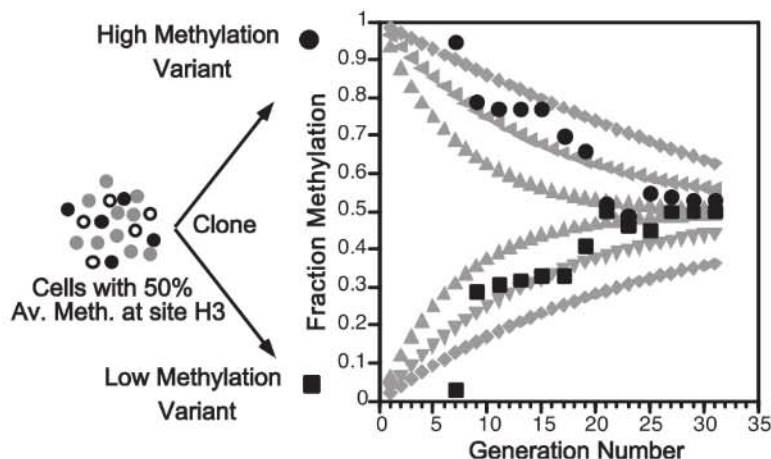 High Methylation
Variant
Clone
Cells with 50%
Av. Meth. at site H3
Low Methylation
Variant
Fraction Methylation
1
0.9
0.8
0.7
0.6
0.5
0.4
0.3
0.2
0.1
0
0 5 10 15 20 25 30 35
Generation Number